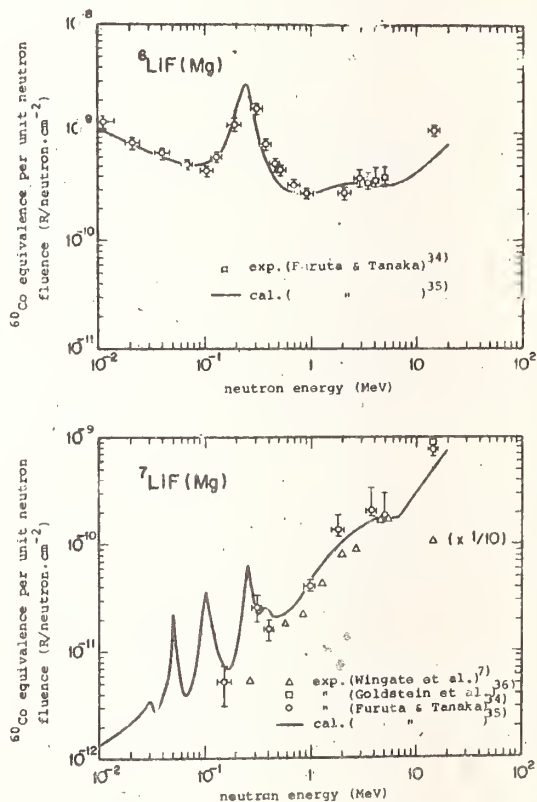 10⁻⁸
⁶LiF(Mg)
10⁻⁹
10⁻¹⁰
10⁻¹¹
⁶⁰Co equivalence per unit neutron
fluence (R/neutron·cm⁻²)
exp.(Furuta & Tanaka)³⁴⁾
cal.( " )³⁵⁾
10⁻² 10⁻¹ 1 10 10²
neutron energy (MeV)
10⁻⁹
⁷LiF(Mg)
10⁻¹⁰
(x 1/10)
10⁻¹¹
10⁻¹²
⁶⁰Co equivalence per unit neutron
fluence (R/neutron·cm⁻²)
exp.(Wingate et al.)⁷⁾
" (Goldstein et al.)³⁶⁾
" (Furuta & Tanaka)³⁴⁾
cal.( " )³⁵⁾
10⁻² 10⁻¹ 1 10 10²
neutron energy (MeV)